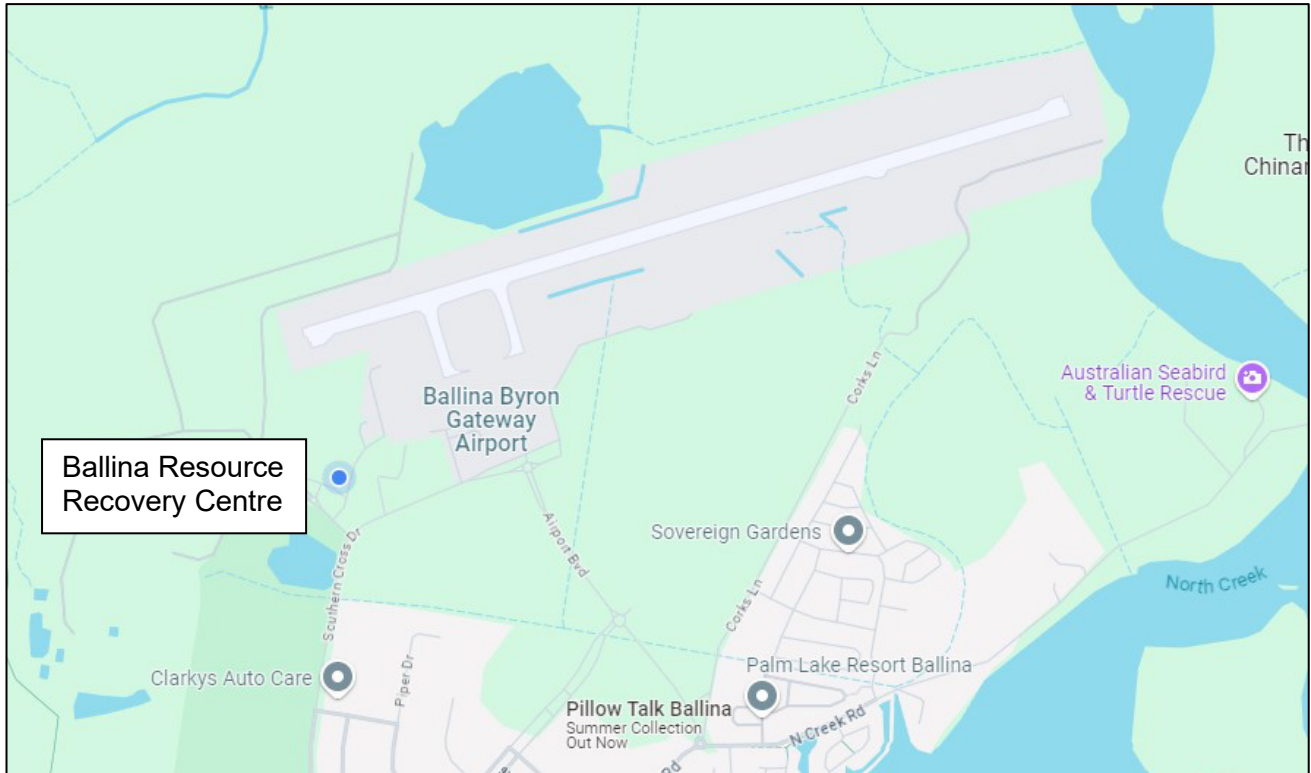 Th
Chinar
Corks Ln
Australian Seabird
& Turtle Rescue
Ballina Byron
Gateway
Airport
Ballina Resource
Recovery Centre
Airport Bvd
Sovereign Gardens
Southern Cross Dr
North Creek
Corks Ln
Clarkys Auto Care
Piper Dr
Palm Lake Resort Ballina
Pillow Talk Ballina
Summer Collection
Out Now
N Creek Rd
Rd